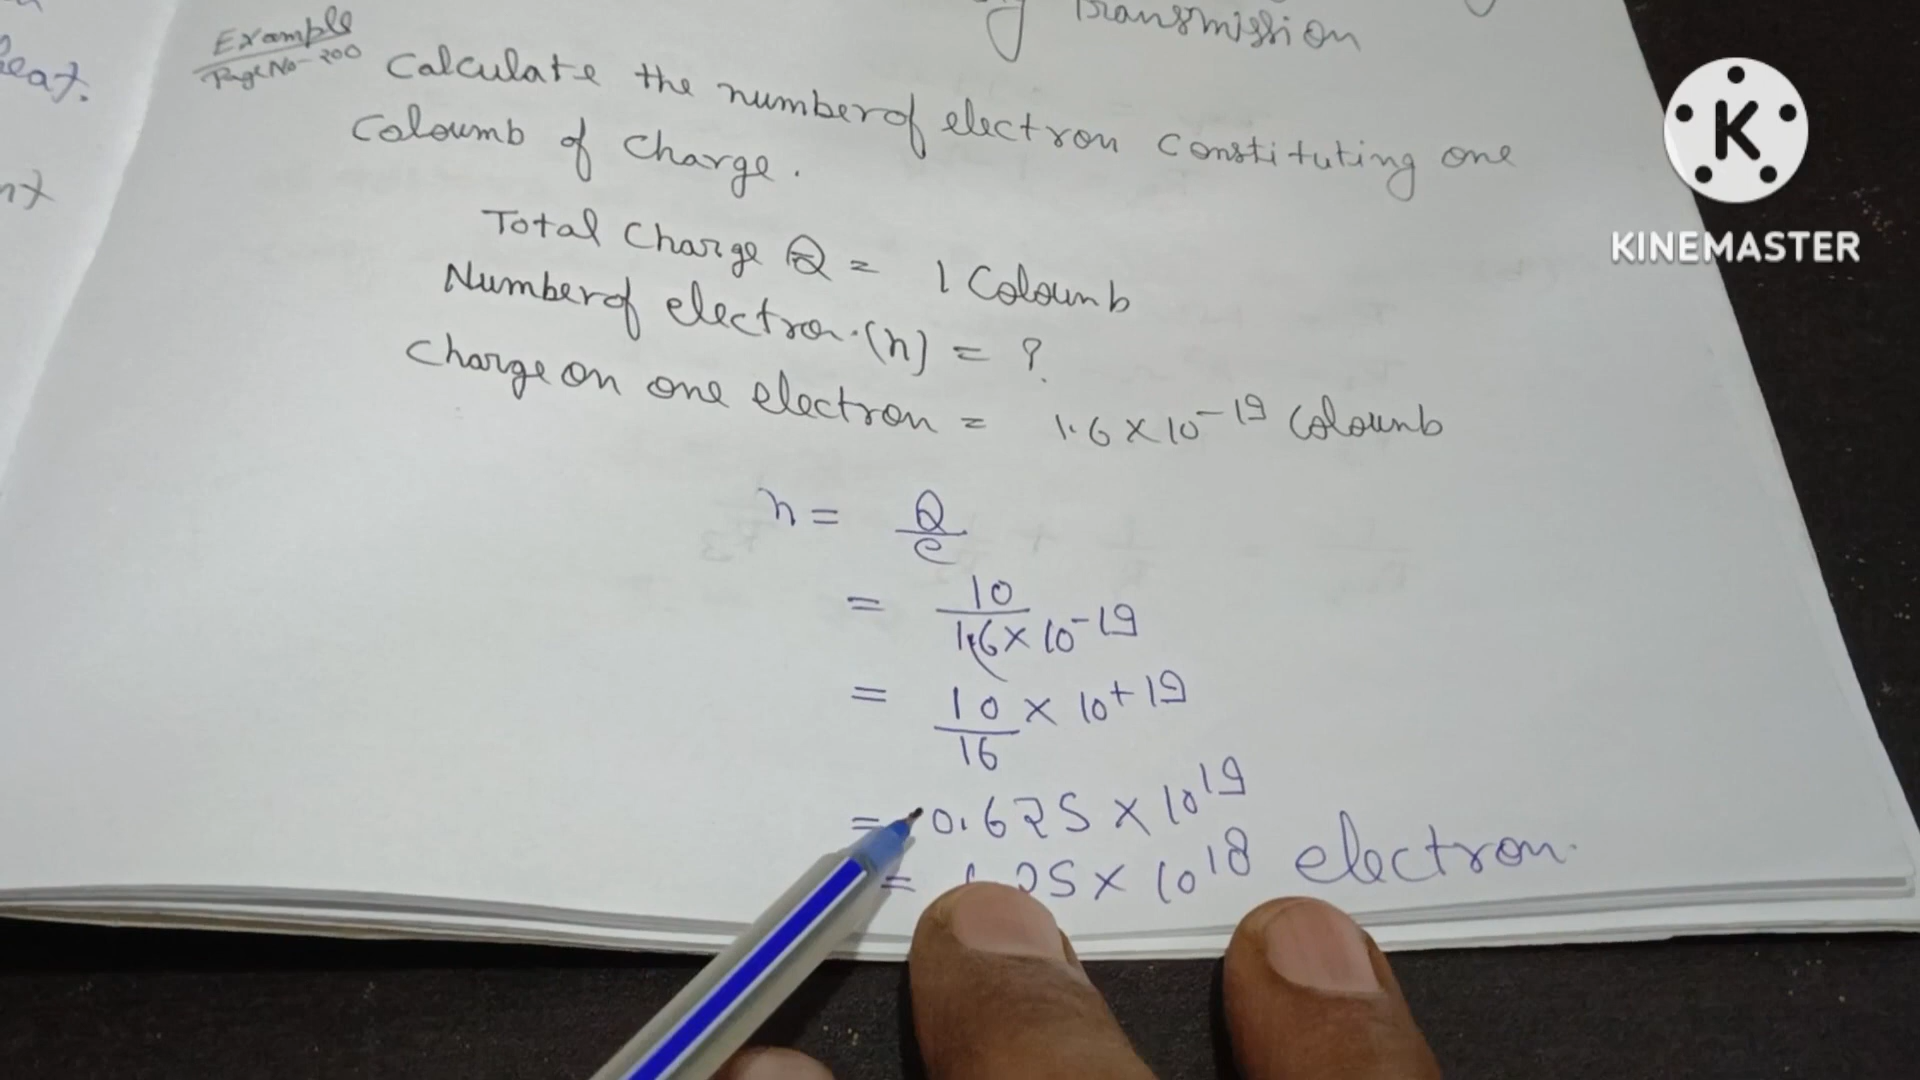 Transmission
Example
Page No-200
eat.
Calculate the number of electron constituting one
Coloumb of charge.
Total charge Q = 1 Coloumb
Number of electron.(n) = ?
charge on one electron = 1.6 × 10⁻¹⁹ Coloumb
n = Q/e
= 10/1.6 × 10⁻¹⁹
= 10/16 × 10⁺¹⁹
= 0.625 × 10¹⁹
= 25 × 10¹⁸ electron.
K
KINEMASTER